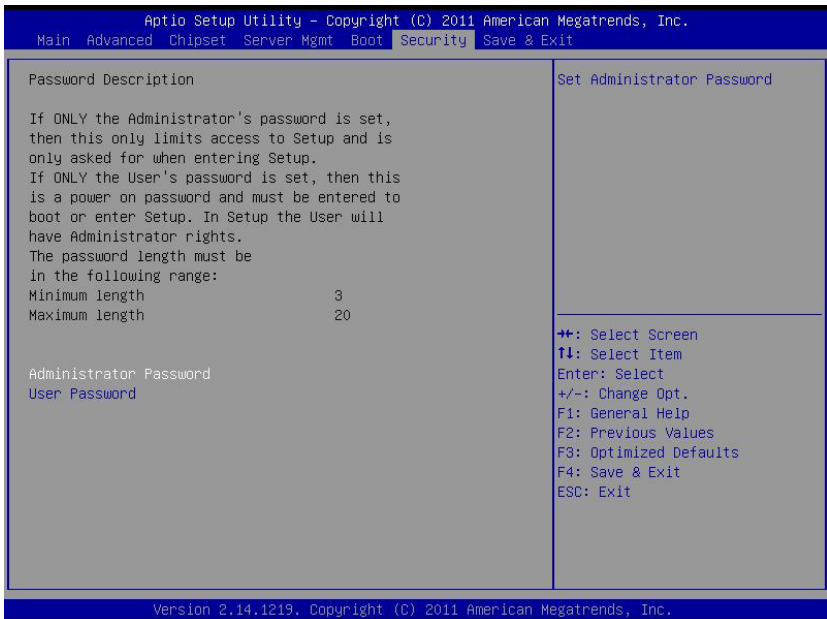 Aptio Setup Utility – Copyright (C) 2011 American Megatrends, Inc.
Main Advanced Chipset Server Mgmt Boot Security Save & Exit
Password Description
If ONLY the Administrator's password is set,
then this only limits access to Setup and is
only asked for when entering Setup.
If ONLY the User's password is set, then this
is a power on password and must be entered to
boot or enter Setup. In Setup the User will
have Administrator rights.
The password length must be
in the following range:
Minimum length 3
Maximum length 20
Administrator Password
User Password
Set Administrator Password
→←: Select Screen
↑↓: Select Item
Enter: Select
+/-: Change Opt.
F1: General Help
F2: Previous Values
F3: Optimized Defaults
F4: Save & Exit
ESC: Exit
Version 2.14.1219. Copyright (C) 2011 American Megatrends, Inc.